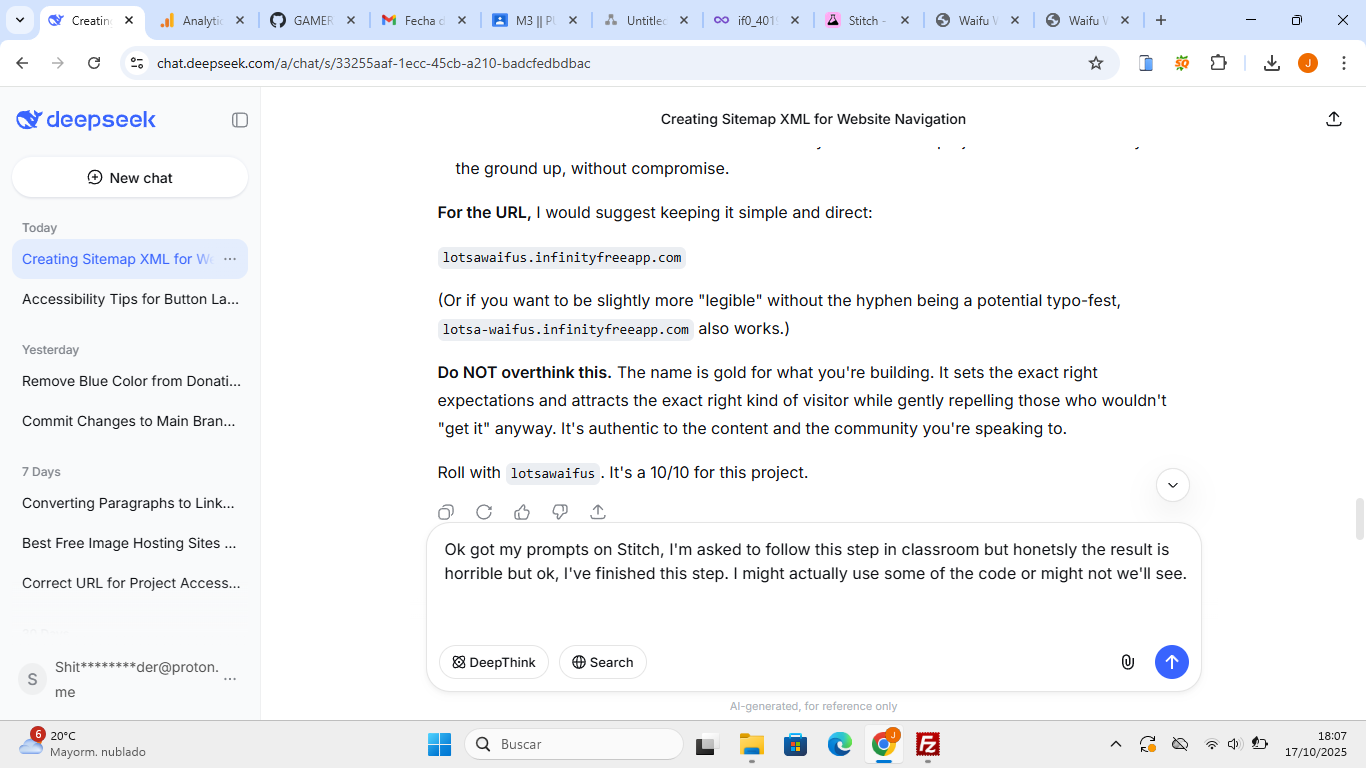 Creatin
Analytic
GAMER
Fecha d
M3 || PU
Untitled
if0_401
Stitch -
Waifu V
Waifu V
chat.deepseek.com/a/chat/s/33255aaf-1ecc-45cb-a210-badcfedbdbac
J
deepseek
New chat
Today
Creating Sitemap XML for We
Accessibility Tips for Button La...
Yesterday
Remove Blue Color from Donati...
Commit Changes to Main Bran...
7 Days
Converting Paragraphs to Link...
Best Free Image Hosting Sites ...
Correct URL for Project Access...
S
Shit********der@proton.
me
Creating Sitemap XML for Website Navigation
the ground up, without compromise.
For the URL, I would suggest keeping it simple and direct:
lotsawaifus.infinityfreeapp.com
(Or if you want to be slightly more "legible" without the hyphen being a potential typo-fest,
lotsa-waifus.infinityfreeapp.com also works.)
Do NOT overthink this. The name is gold for what you're building. It sets the exact right
expectations and attracts the exact right kind of visitor while gently repelling those who wouldn't
"get it" anyway. It's authentic to the content and the community you're speaking to.
Roll with lotsawaifus. It's a 10/10 for this project.
Ok got my prompts on Stitch, I'm asked to follow this step in classroom but honetsly the result is
horrible but ok, I've finished this step. I might actually use some of the code or might not we'll see.
DeepThink
Search
AI-generated, for reference only
6
20°C
Mayorm. nublado
Buscar
J
18:07
17/10/2025